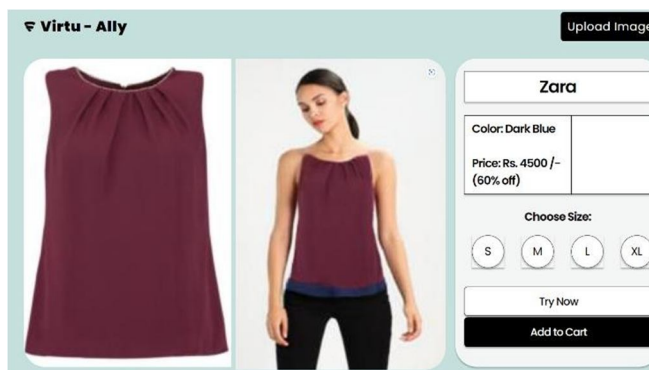 Virtu - Ally
Upload Image
Zara
Color: Dark Blue
Price: Rs. 4500 /-
(60% off)
Choose Size:
S M L XL
Try Now
Add to Cart